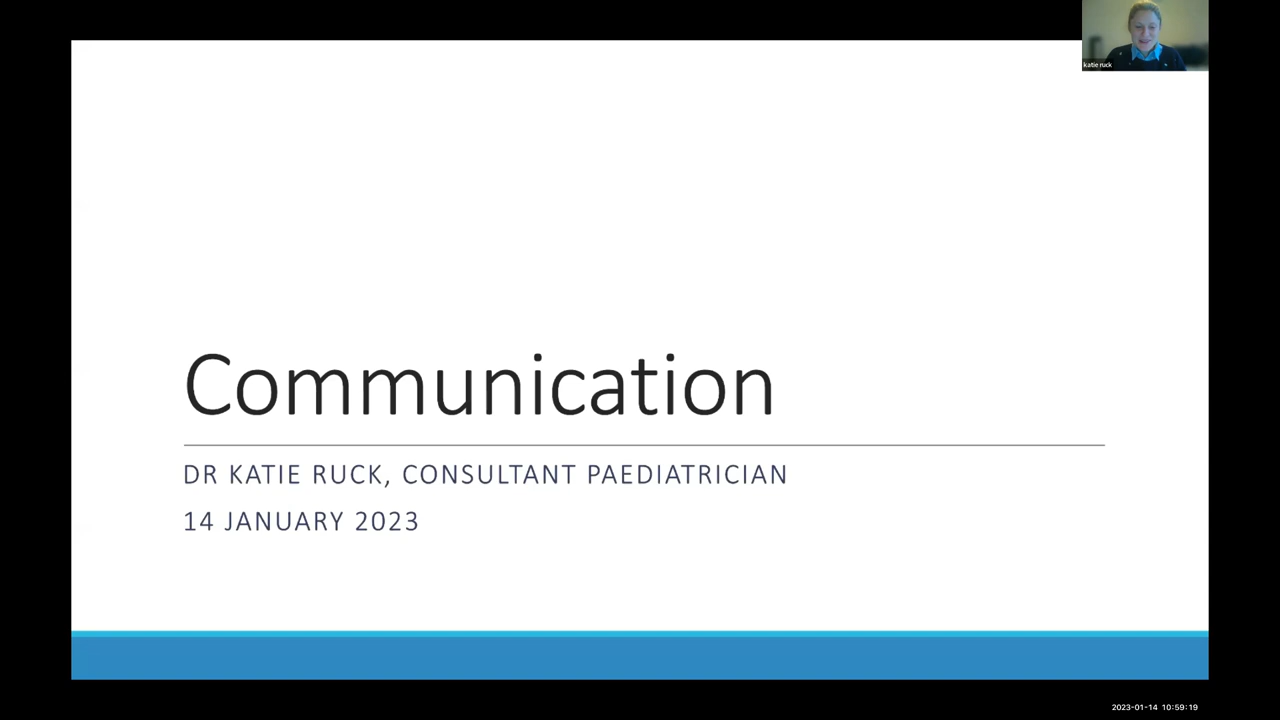 katie ruck
Communication
DR KATIE RUCK, CONSULTANT PAEDIATRICIAN
14 JANUARY 2023
2023-01-14 10:59:19